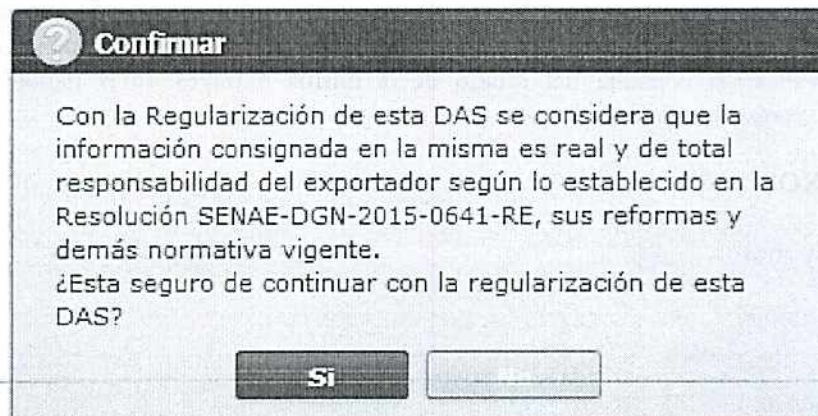 Confirmar
Con la Regularización de esta DAS se considera que la
información consignada en la misma es real y de total
responsabilidad del exportador según lo establecido en la
Resolución SENAE-DGN-2015-0641-RE, sus reformas y
demás normativa vigente.
¿Esta seguro de continuar con la regularización de esta
DAS?
Si